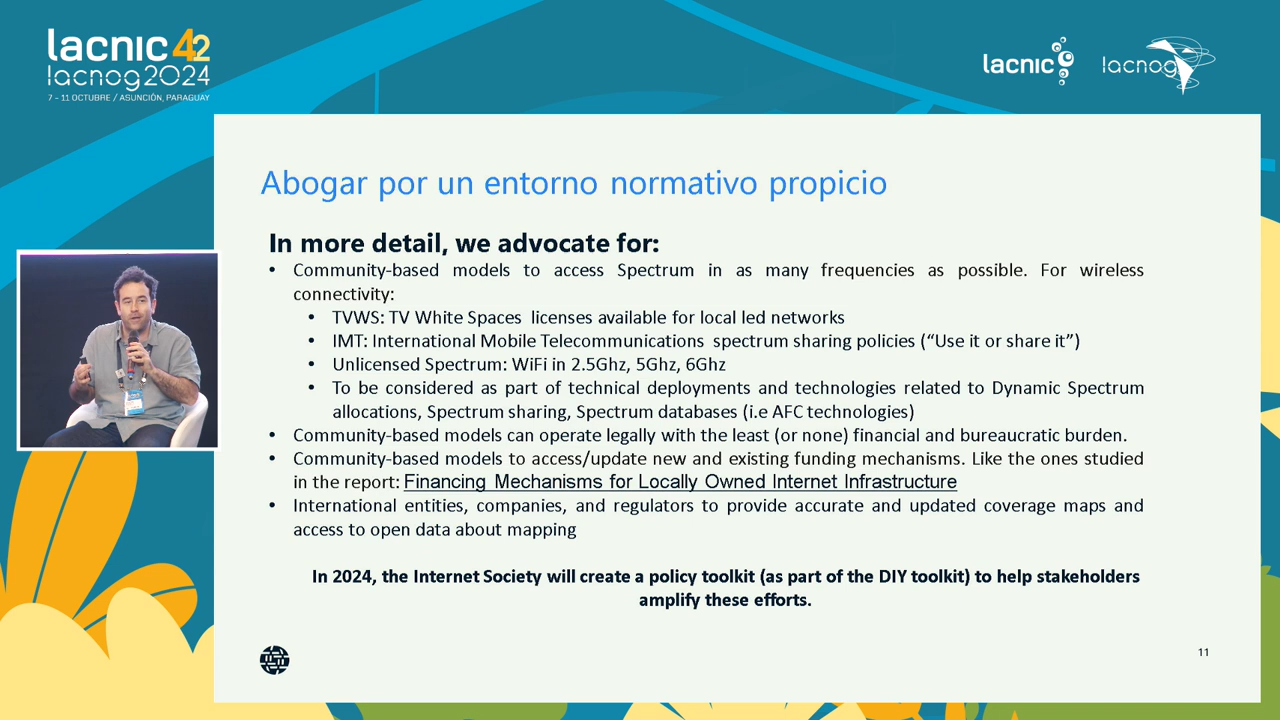 lacnic 42
lacnog2024
7 - 11 OCTUBRE / ASUNCIÓN, PARAGUAY
lacnic
lacnog
Abogar por un entorno normativo propicio
In more detail, we advocate for:
• Community-based models to access Spectrum in as many frequencies as possible. For wireless
connectivity:
• TVWS: TV White Spaces licenses available for local led networks
• IMT: International Mobile Telecommunications spectrum sharing policies (“Use it or share it”)
• Unlicensed Spectrum: WiFi in 2.5Ghz, 5Ghz, 6Ghz
• To be considered as part of technical deployments and technologies related to Dynamic Spectrum
allocations, Spectrum sharing, Spectrum databases (i.e AFC technologies)
• Community-based models can operate legally with the least (or none) financial and bureaucratic burden.
• Community-based models to access/update new and existing funding mechanisms. Like the ones studied
in the report: Financing Mechanisms for Locally Owned Internet Infrastructure
• International entities, companies, and regulators to provide accurate and updated coverage maps and
access to open data about mapping
In 2024, the Internet Society will create a policy toolkit (as part of the DIY toolkit) to help stakeholders
amplify these efforts.
11